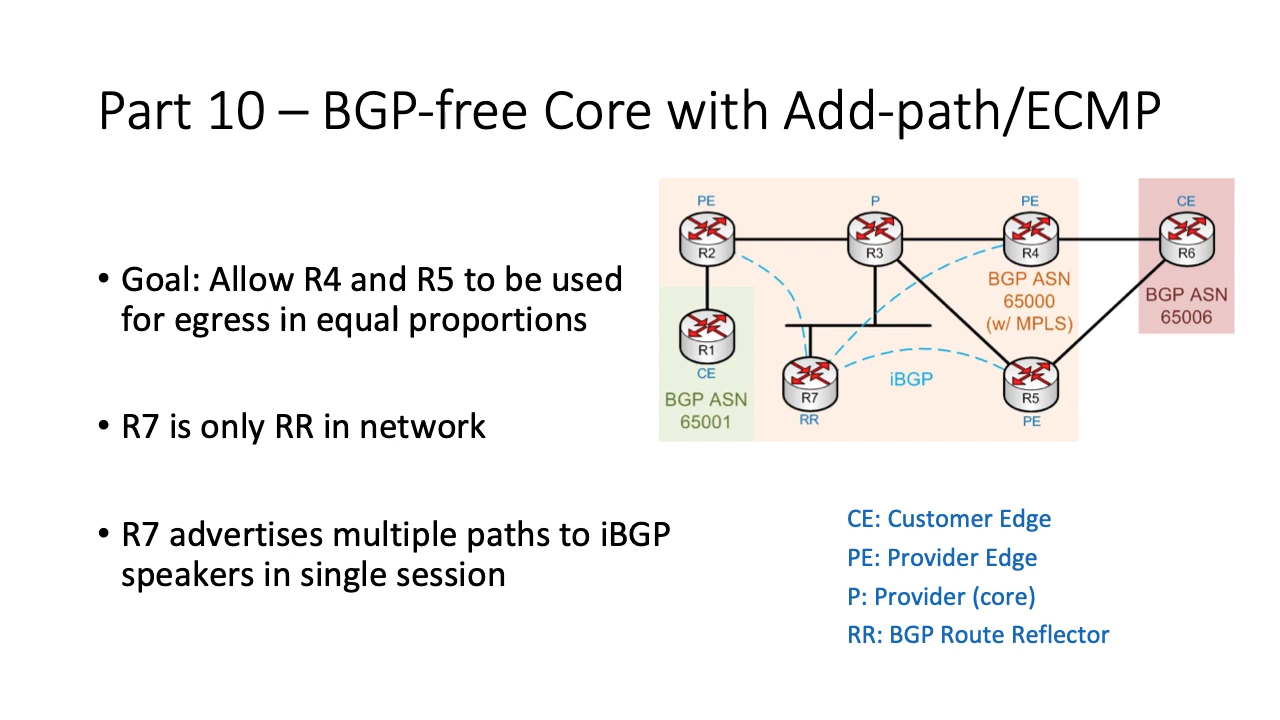 Part 10 – BGP-free Core with Add-path/ECMP
• Goal: Allow R4 and R5 to be used
for egress in equal proportions
• R7 is only RR in network
• R7 advertises multiple paths to iBGP
speakers in single session
PE
R2
P
R3
PE
R4
CE
R6
BGP ASN
65000
(w/ MPLS)
BGP ASN
65006
R1
CE
BGP ASN
65001
R7
RR
iBGP
R5
PE
CE: Customer Edge
PE: Provider Edge
P: Provider (core)
RR: BGP Route Reflector